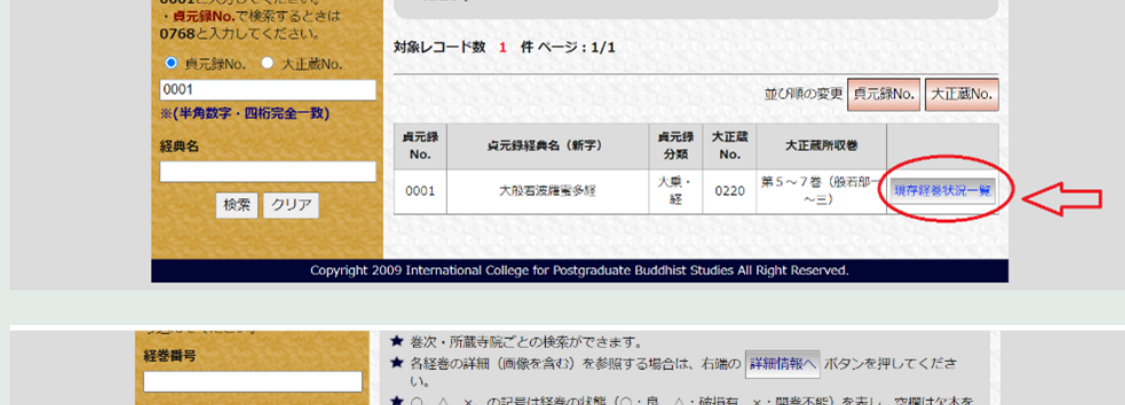 0001と入力してください。
・貞元録No.で検索するときは
0768と入力してください。
貞元録No. 大正蔵No.
0001
※(半角数字・四桁完全一致)
経典名
検索 クリア
対象レコード数 1 件 ページ：1/1
並び順の変更 貞元録No. 大正蔵No.
貞元録No. 貞元録経典名（新字） 貞元録分類 大正蔵No. 大正蔵所収巻
0001 大般若波羅蜜多経 大乗・経 0220 第５～７巻（般若部一～三） 現存経巻状況一覧
Copyright 2009 International College for Postgraduate Buddhist Studies All Right Reserved.
経巻番号
★ 巻次・所蔵寺院ごとの検索ができます。
★ 各経巻の詳細（画像を含む）を参照する場合は、右端の 詳細情報へ ボタンを押してくださ
い。
★ ○、△、×、の記号は経巻の状態（○：良、△：破損有、×：開巻不能）を表し、空欄は欠本を